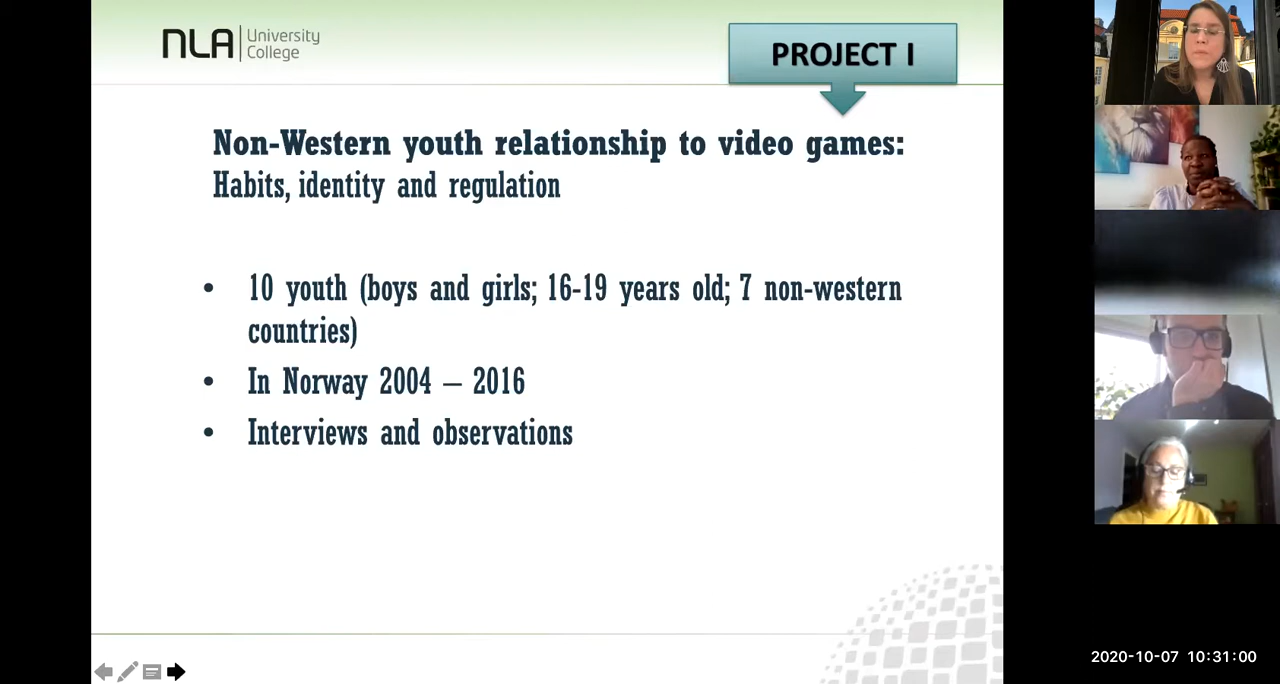 NLA University
College
PROJECT I
Non-Western youth relationship to video games:
Habits, identity and regulation
• 10 youth (boys and girls; 16-19 years old; 7 non-western
countries)
• In Norway 2004 – 2016
• Interviews and observations
2020-10-07 10:31:00